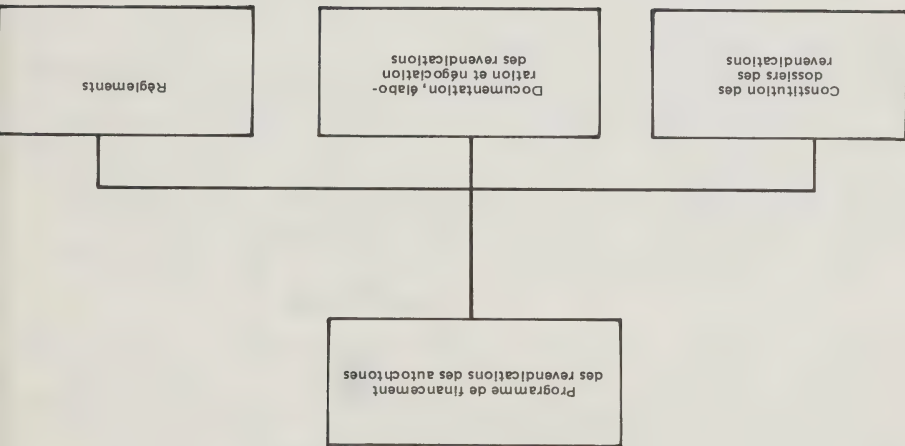 Programme de financement
des revendications des autochtones
Constitution des
dossiers des
revendications
Documentation, élabo-
ration et négociation
des revendications
Règlements